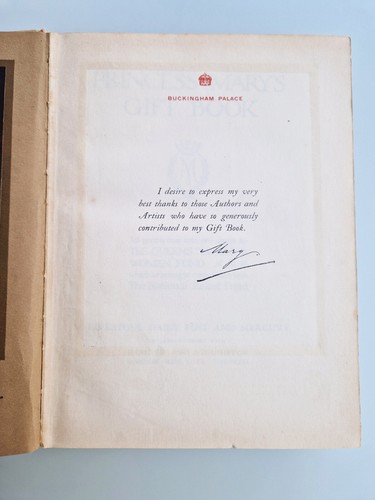 BUCKINGHAM PALACE
I desire to express my very
best thanks to those Authors and
Artists who have so generously
contributed to my Gift Book.
Mary